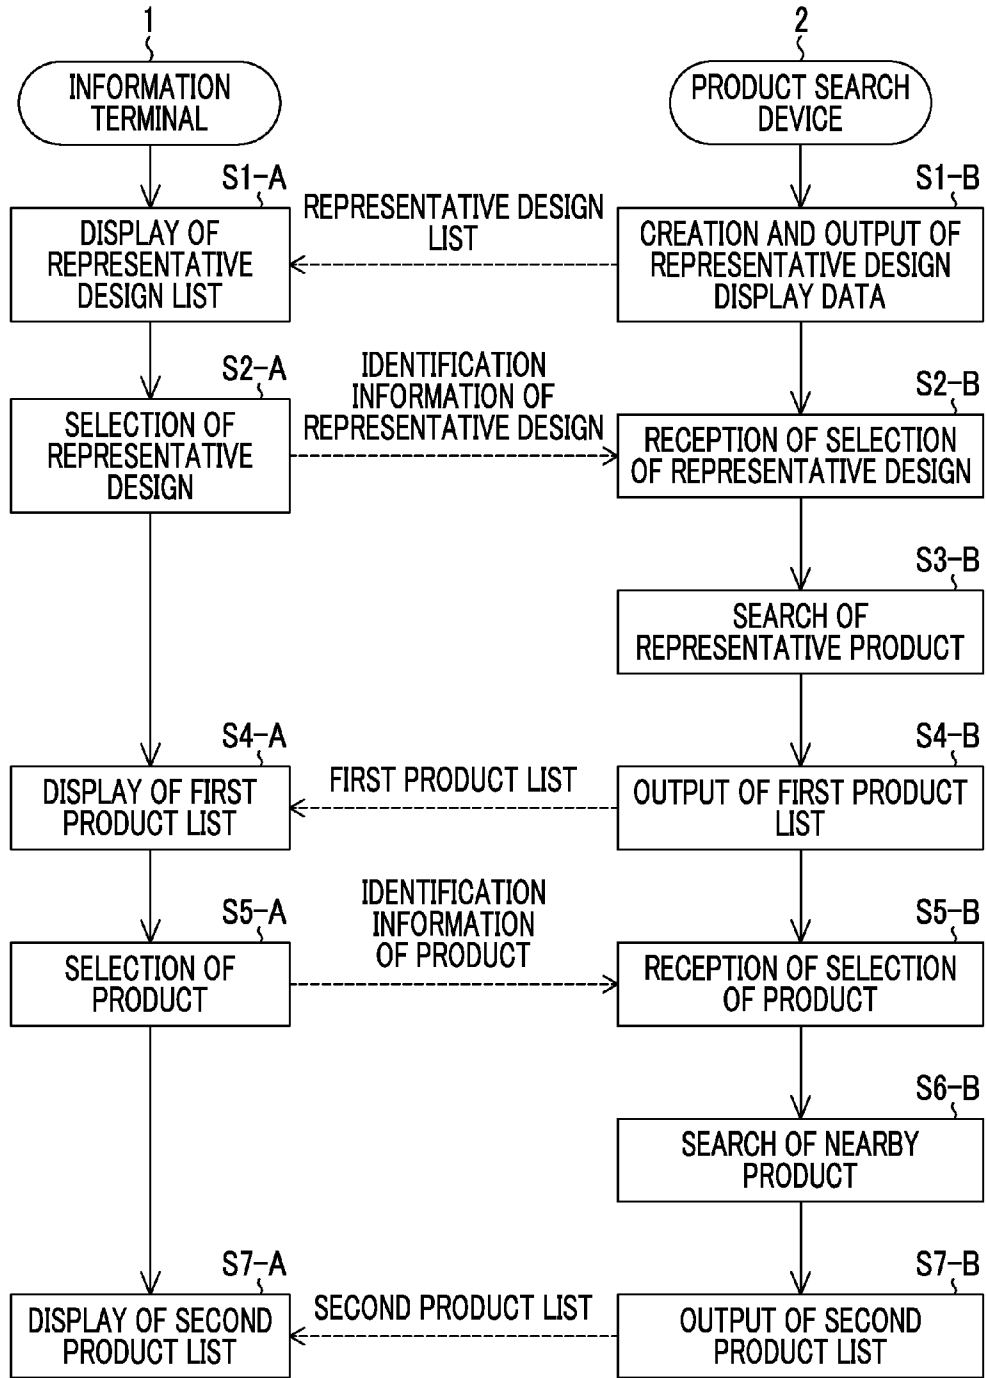 1
INFORMATION
TERMINAL
2
PRODUCT SEARCH
DEVICE
S1-A
DISPLAY OF
REPRESENTATIVE
DESIGN LIST
REPRESENTATIVE DESIGN
LIST
S1-B
CREATION AND OUTPUT OF
REPRESENTATIVE DESIGN
DISPLAY DATA
S2-A
SELECTION OF
REPRESENTATIVE
DESIGN
IDENTIFICATION
INFORMATION OF
REPRESENTATIVE DESIGN
S2-B
RECEPTION OF SELECTION
OF REPRESENTATIVE DESIGN
S3-B
SEARCH OF
REPRESENTATIVE PRODUCT
S4-A
DISPLAY OF FIRST
PRODUCT LIST
FIRST PRODUCT LIST
S4-B
OUTPUT OF FIRST PRODUCT
LIST
S5-A
SELECTION OF
PRODUCT
IDENTIFICATION
INFORMATION
OF PRODUCT
S5-B
RECEPTION OF SELECTION
OF PRODUCT
S6-B
SEARCH OF NEARBY
PRODUCT
S7-A
DISPLAY OF SECOND
PRODUCT LIST
SECOND PRODUCT LIST
S7-B
OUTPUT OF SECOND
PRODUCT LIST